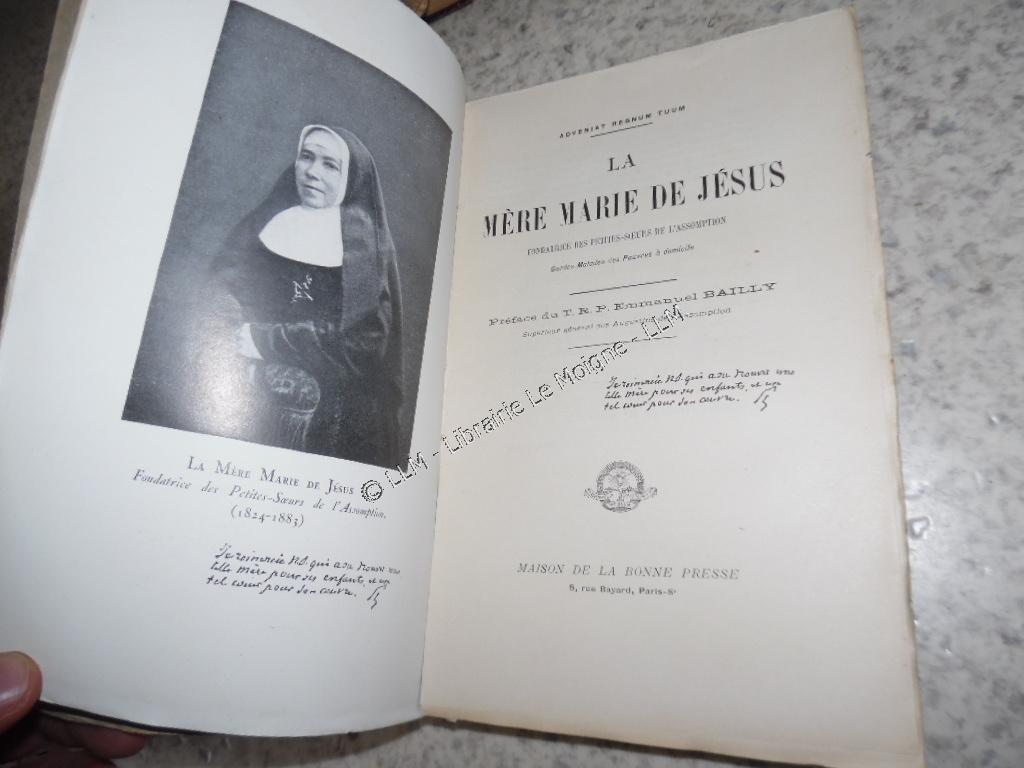 La Mère Marie de Jésus
Fondatrice des Petites-Sœurs de l'Assomption.
(1824-1883)
Je remercie N.S. qui a su trouver une
telle mère pour ses enfants, et un
tel cœur pour son œuvre.
ADVENIAT REGNUM TUUM
LA
MÈRE MARIE DE JÉSUS
FONDATRICE DES PETITES-SŒURS DE L'ASSOMPTION
Gardes-Malades des Pauvres à domicile
Préface du T. R. P. Emmanuel BAILLY
Supérieur général des Augustins de l'Assomption
Je remercie N.S. qui a su trouver une
telle mère pour ses enfants, et un
tel cœur pour son œuvre.
MAISON DE LA BONNE PRESSE
5, rue Bayard, Paris-8e
© LLM - Librairie Le Moigne - LLM